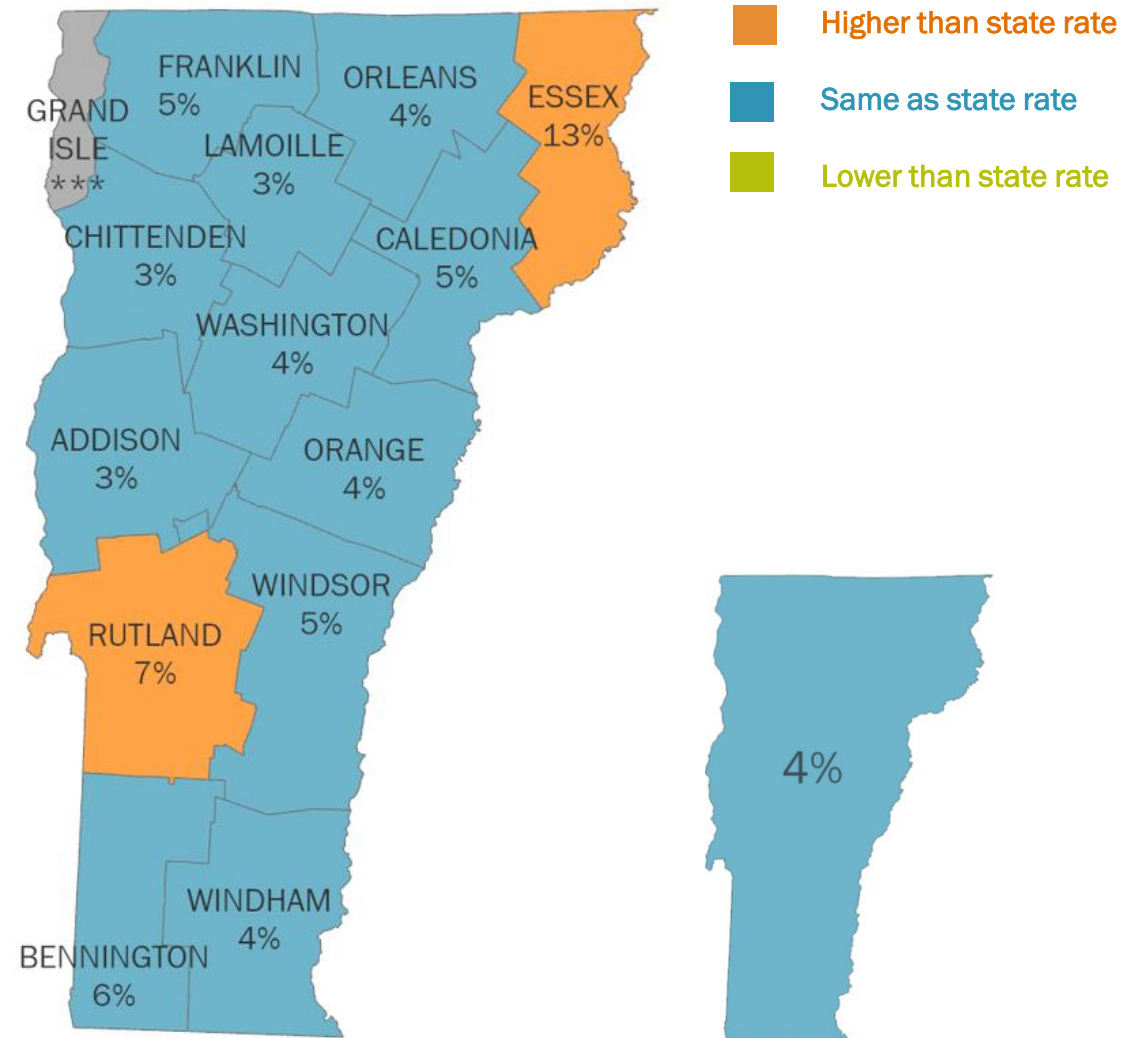 Higher than state rate
Same as state rate
Lower than state rate
FRANKLIN
5%
ORLEANS
4%
ESSEX
13%
GRAND
ISLE
***
LAMOILLE
3%
CHITTENDEN
3%
CALEDONIA
5%
WASHINGTON
4%
ADDISON
3%
ORANGE
4%
WINDSOR
5%
RUTLAND
7%
4%
WINDHAM
4%
BENNINGTON
6%